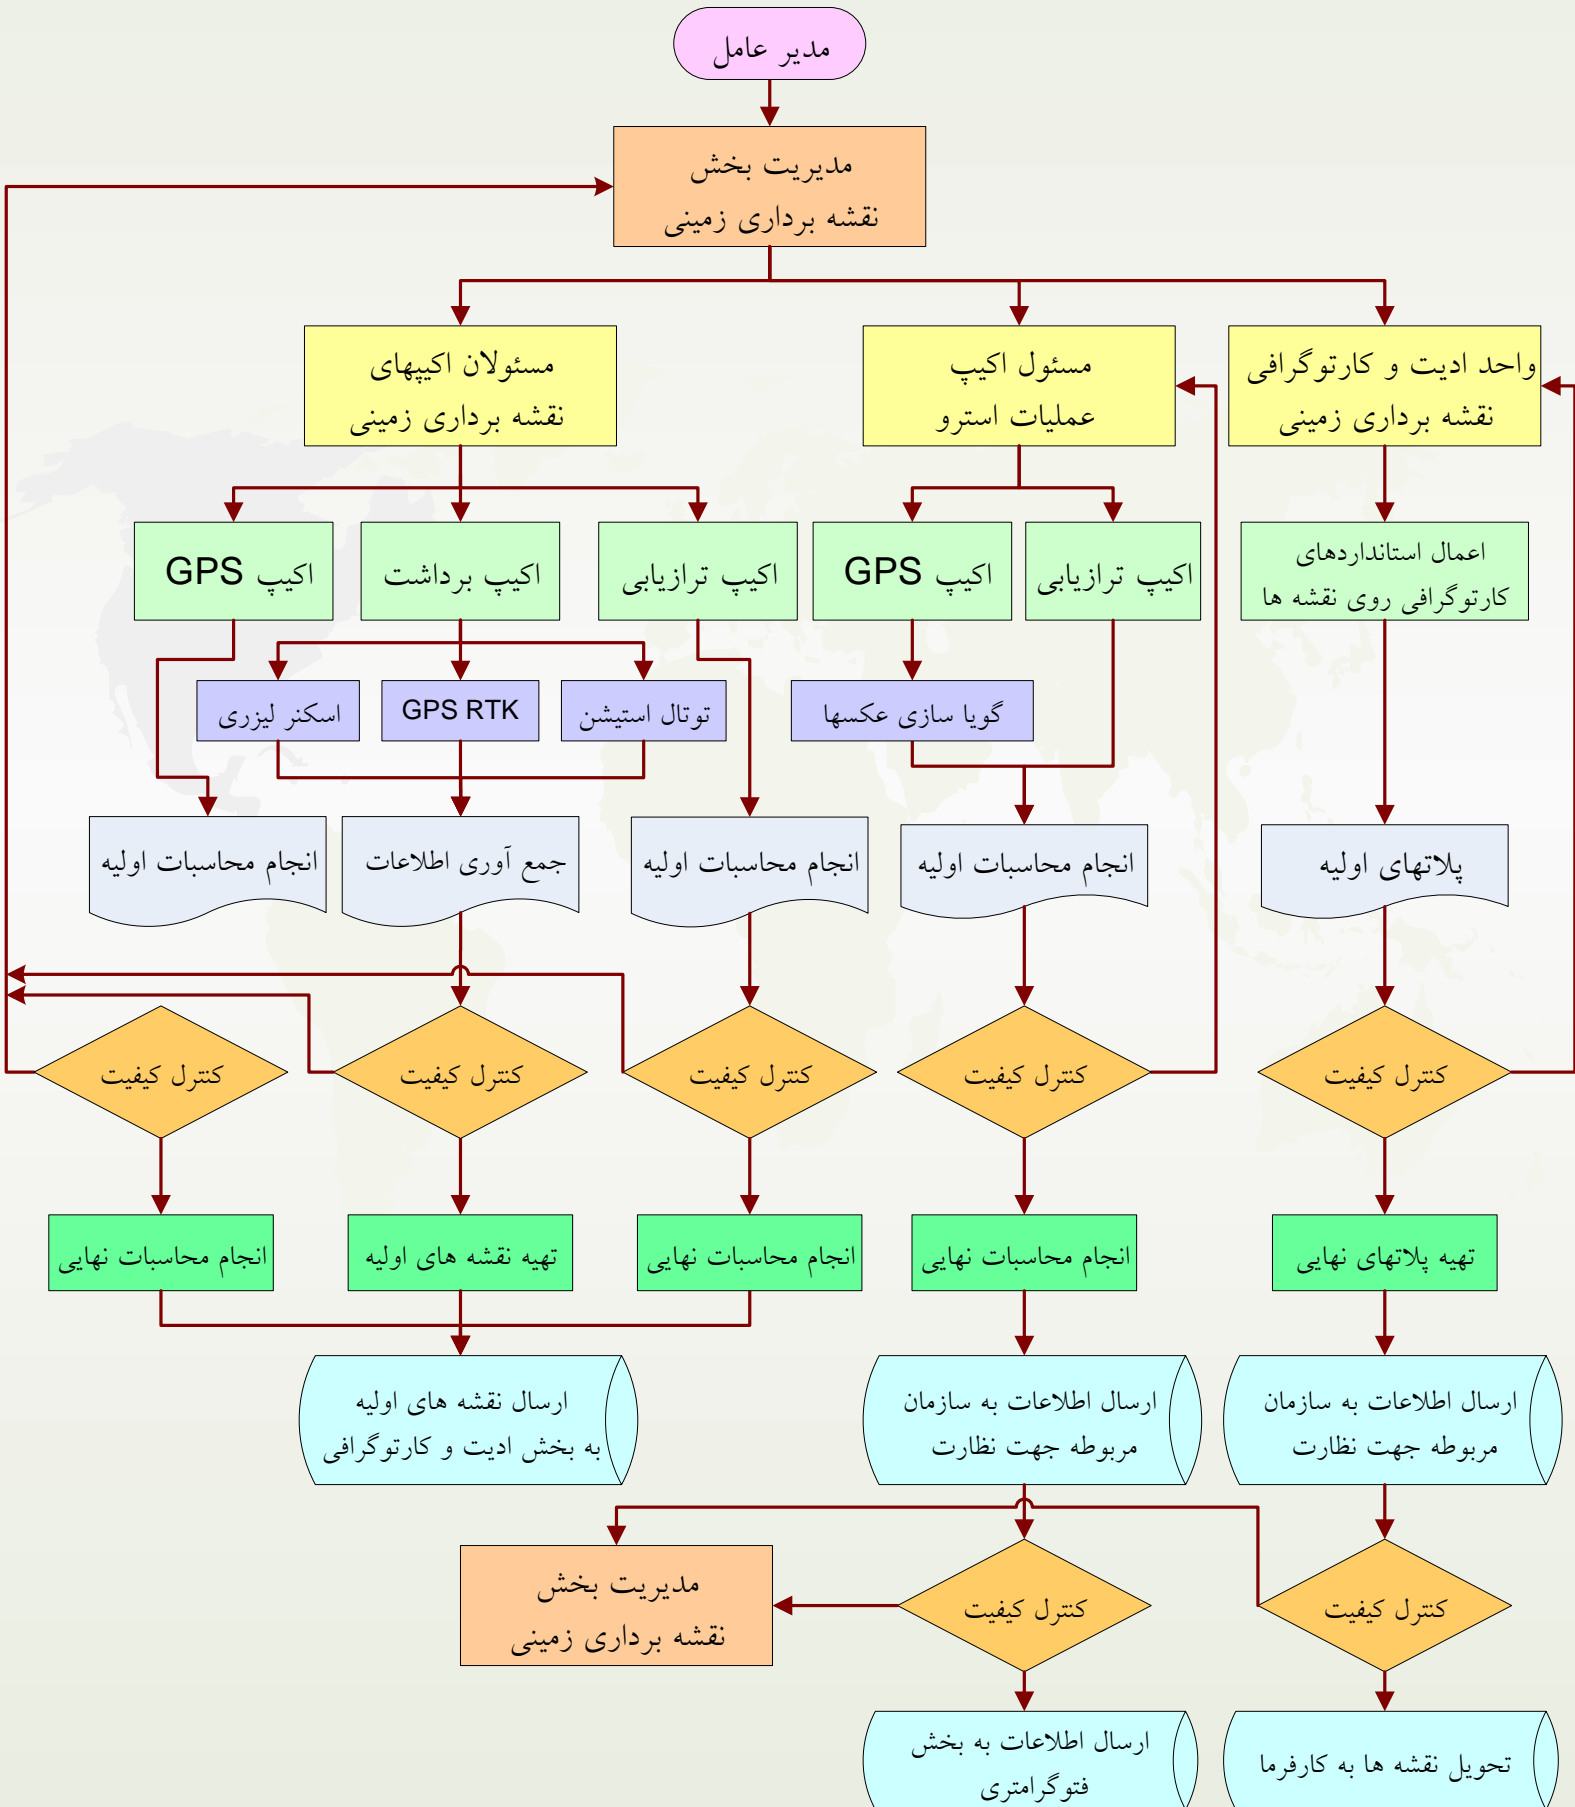 مدیر عامل
مدیریت بخش
نقشه برداری زمینی
واحد ادیت و کارتوگرافی
نقشه برداری زمینی
مسئول اکیپ
عملیات استرو
مسئولان اکیپهای
نقشه برداری زمینی
اعمال استانداردهای
کارتوگرافی روی نقشه ها
اکیپ ترازیابی
اکیپ GPS
اکیپ ترازیابی
اکیپ برداشت
اکیپ GPS
گویا سازی عکسها
توتال استیشن
GPS RTK
اسکنر لیزری
پلاتهای اولیه
انجام محاسبات اولیه
انجام محاسبات اولیه
جمع آوری اطلاعات
انجام محاسبات اولیه
کنترل کیفیت
کنترل کیفیت
کنترل کیفیت
کنترل کیفیت
کنترل کیفیت
تهیه پلاتهای نهایی
انجام محاسبات نهایی
انجام محاسبات نهایی
تهیه نقشه های اولیه
انجام محاسبات نهایی
ارسال اطلاعات به سازمان
مربوطه جهت نظارت
ارسال اطلاعات به سازمان
مربوطه جهت نظارت
ارسال نقشه های اولیه
به بخش ادیت و کارتوگرافی
کنترل کیفیت
کنترل کیفیت
مدیریت بخش
نقشه برداری زمینی
تحویل نقشه ها به کارفرما
ارسال اطلاعات به بخش
فتوگرامتری